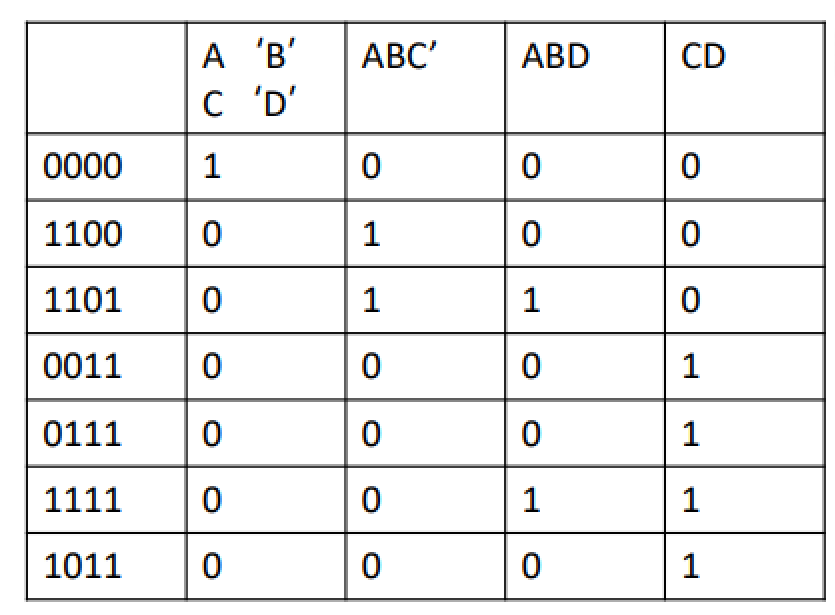 A ‘B’ ABC’ ABD CD
C ‘D’
0000 1 0 0 0
1100 0 1 0 0
1101 0 1 1 0
0011 0 0 0 1
0111 0 0 0 1
1111 0 0 1 1
1011 0 0 0 1